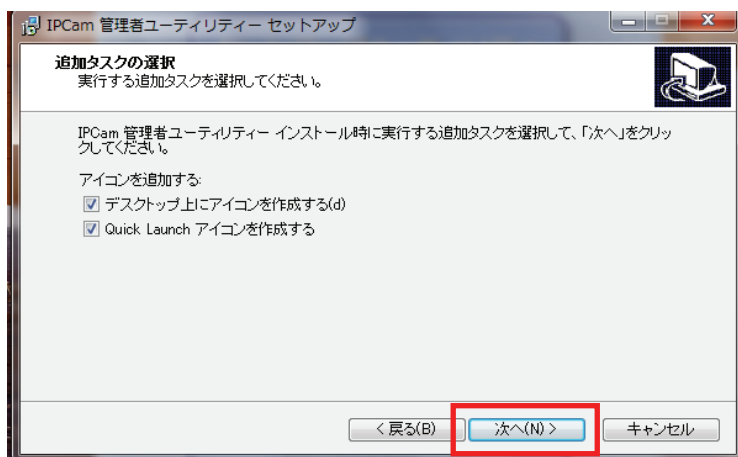 IPCam 管理者ユーティリティー セットアップ
追加タスクの選択
実行する追加タスクを選択してください。
IPCam 管理者ユーティリティー インストール時に実行する追加タスクを選択して、「次へ」をクリッ
クしてください。
アイコンを追加する:
デスクトップ上にアイコンを作成する(d)
Quick Launch アイコンを作成する
< 戻る(B)
次へ(N) >
キャンセル